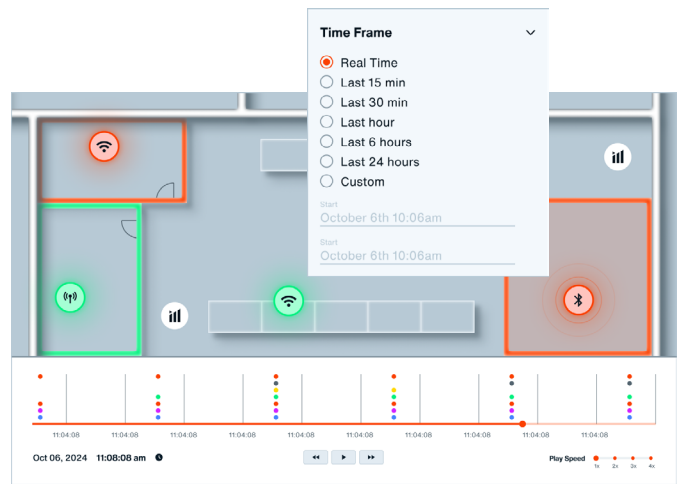 Time Frame
Real Time
Last 15 min
Last 30 min
Last hour
Last 6 hours
Last 24 hours
Custom
Start
October 6th 10:06am
Start
October 6th 10:06am
11:04:08 11:04:08 11:04:08 11:04:08 11:04:08 11:04:08 11:04:08 11:04:08 11:04:08 11:04:08
Oct 06, 2024 11:08:08 am
Play Speed
1x 2x 3x 4x